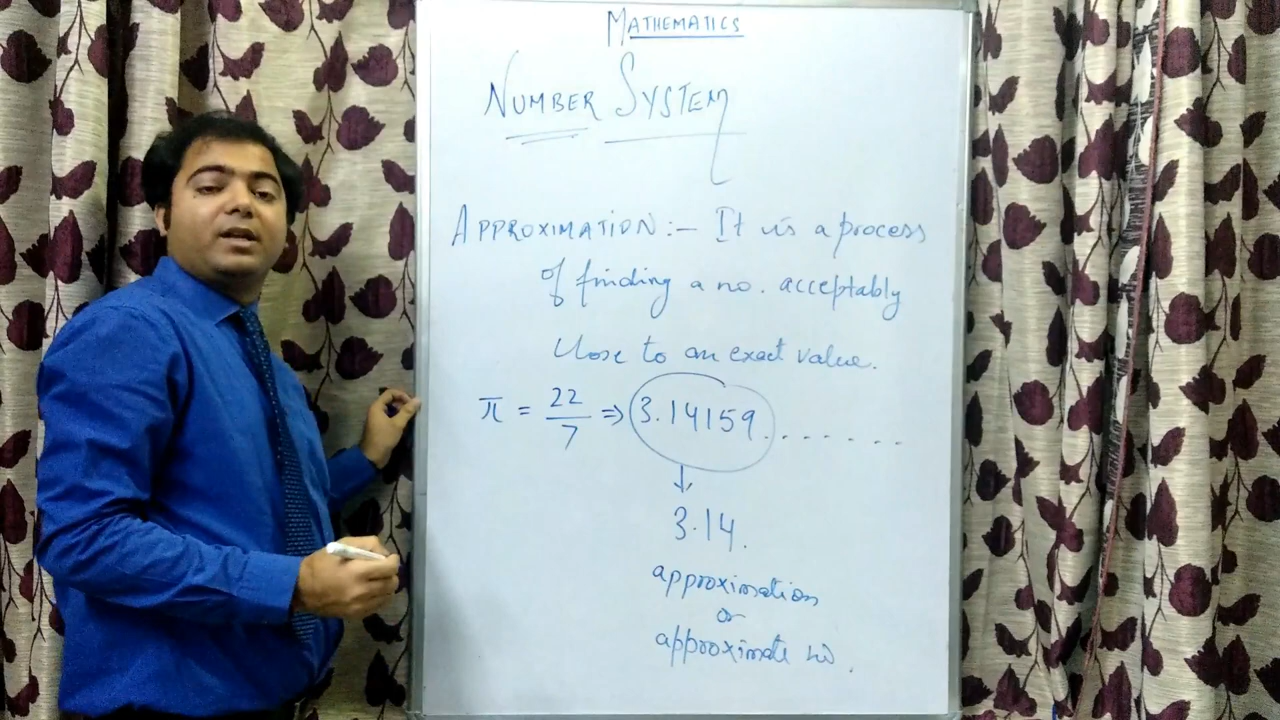 MATHEMATICS
NUMBER SYSTEM
APPROXIMATION :- It is a process
of finding a no. acceptably
close to an exact value.
π = 22/7 ⇒ 3.14159.......
↓
3.14.
approximation
or
approximate no.